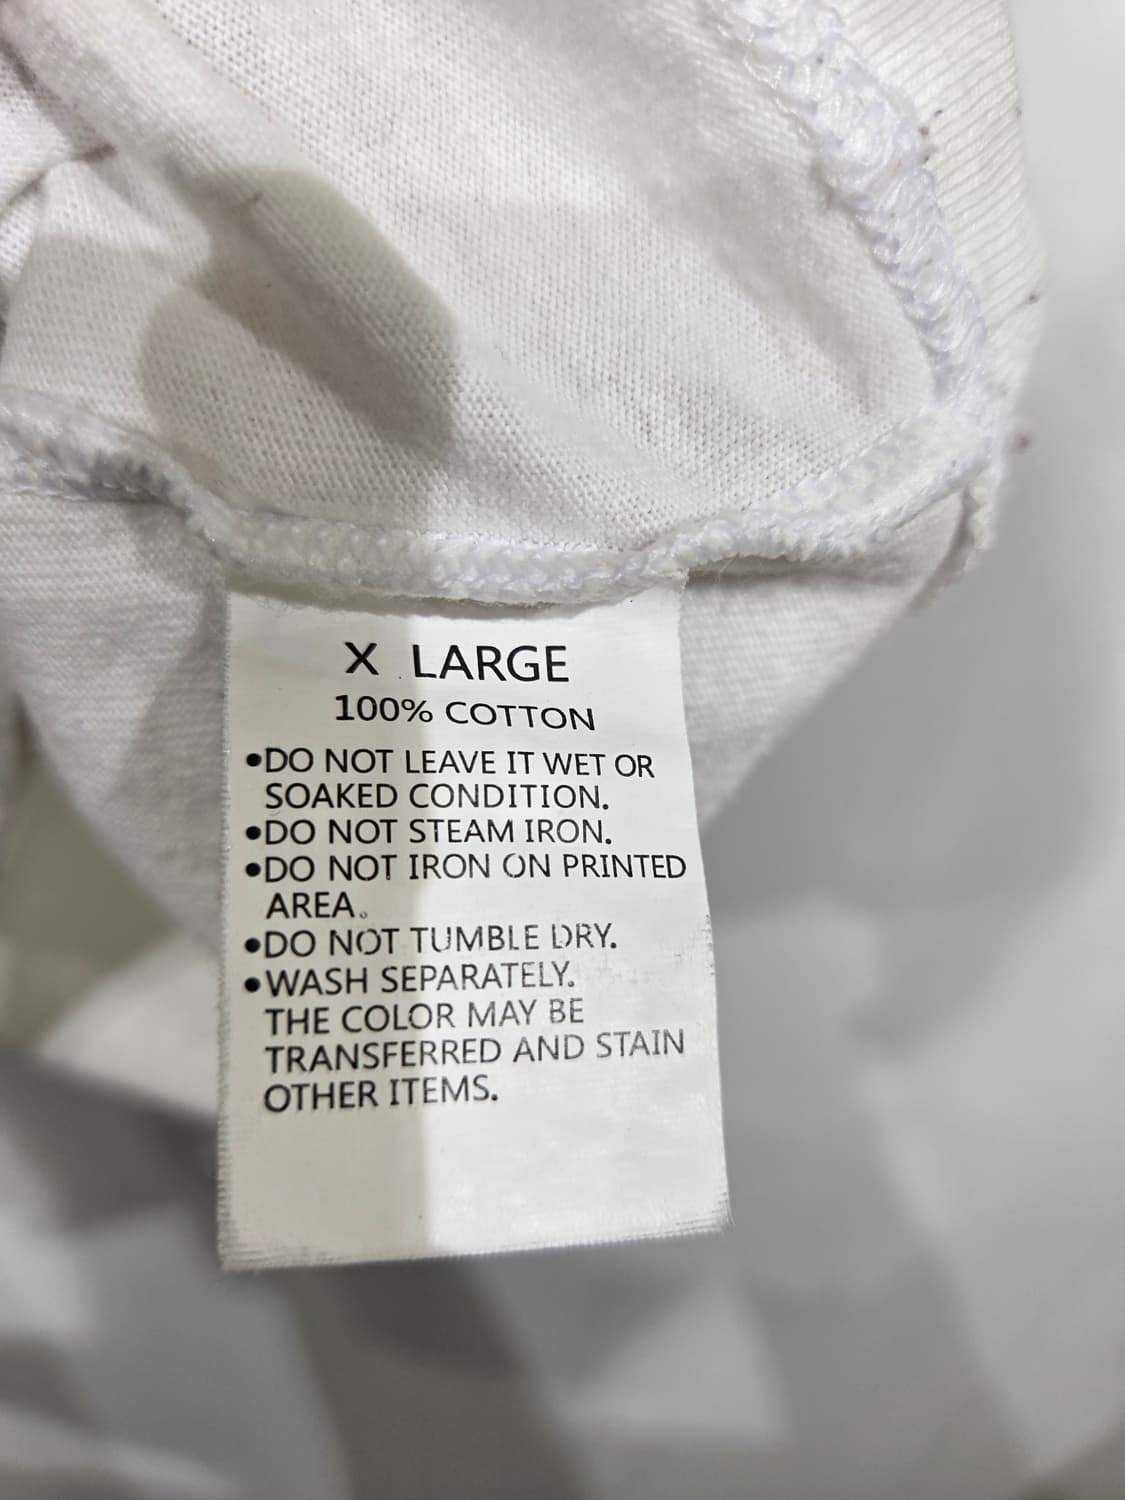 X LARGE
100% COTTON
●DO NOT LEAVE IT WET OR
SOAKED CONDITION.
●DO NOT STEAM IRON.
●DO NOT IRON ON PRINTED
AREA。
●DO NOT TUMBLE DRY.
●WASH SEPARATELY.
THE COLOR MAY BE
TRANSFERRED AND STAIN
OTHER ITEMS.